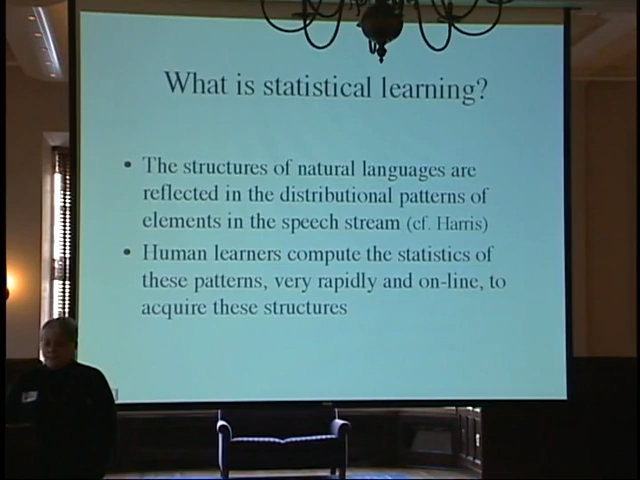 What is statistical learning?
• The structures of natural languages are
reflected in the distributional patterns of
elements in the speech stream (cf. Harris)
• Human learners compute the statistics of
these patterns, very rapidly and on-line, to
acquire these structures